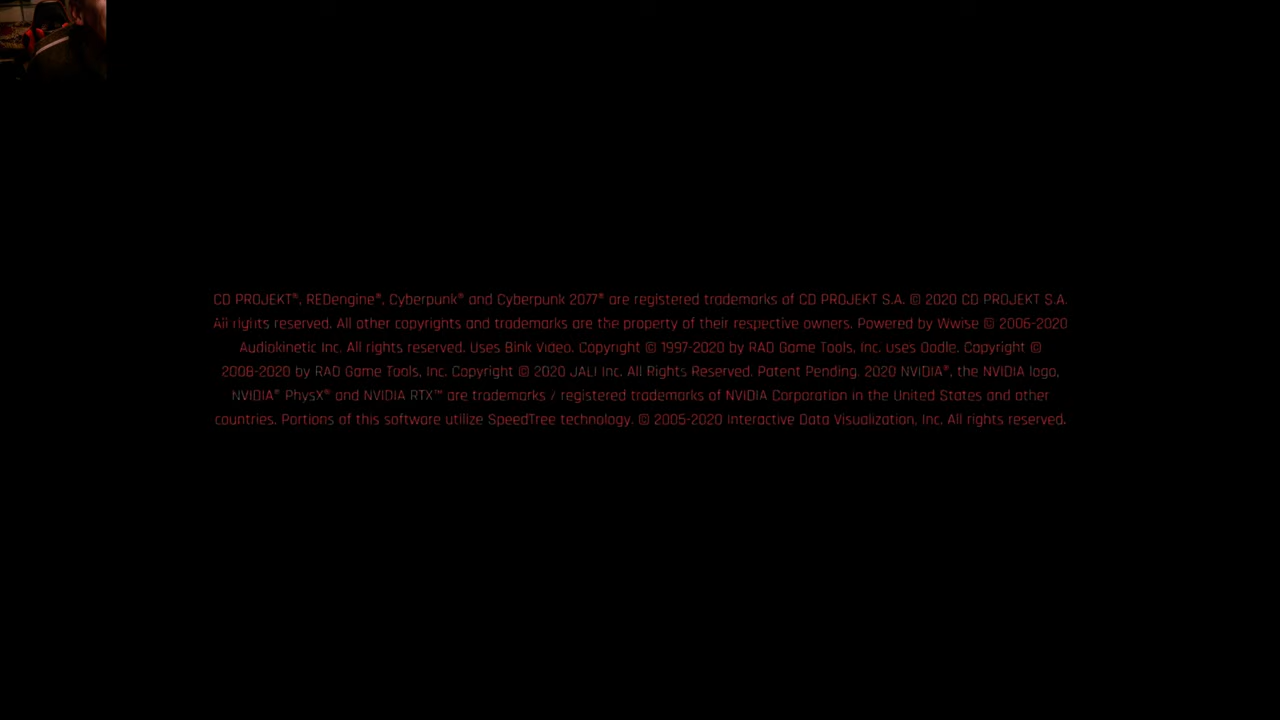 CD PROJEKT®, REDengine®, Cyberpunk® and Cyberpunk 2077® are registered trademarks of CD PROJEKT S.A. © 2020 CD PROJEKT S.A.
All rights reserved. All other copyrights and trademarks are the property of their respective owners. Powered by Wwise © 2006-2020
Audiokinetic Inc. All rights reserved. Uses Bink Video. Copyright © 1997-2020 by RAD Game Tools, Inc. uses Oodle. Copyright ©
2008-2020 by RAD Game Tools, Inc. Copyright © 2020 JALI Inc. All Rights Reserved. Patent Pending. 2020 NVIDIA®, the NVIDIA logo,
NVIDIA® PhysX® and NVIDIA RTX™ are trademarks / registered trademarks of NVIDIA Corporation in the United States and other
countries. Portions of this software utilize SpeedTree technology. © 2005-2020 Interactive Data Visualization, Inc. All rights reserved.